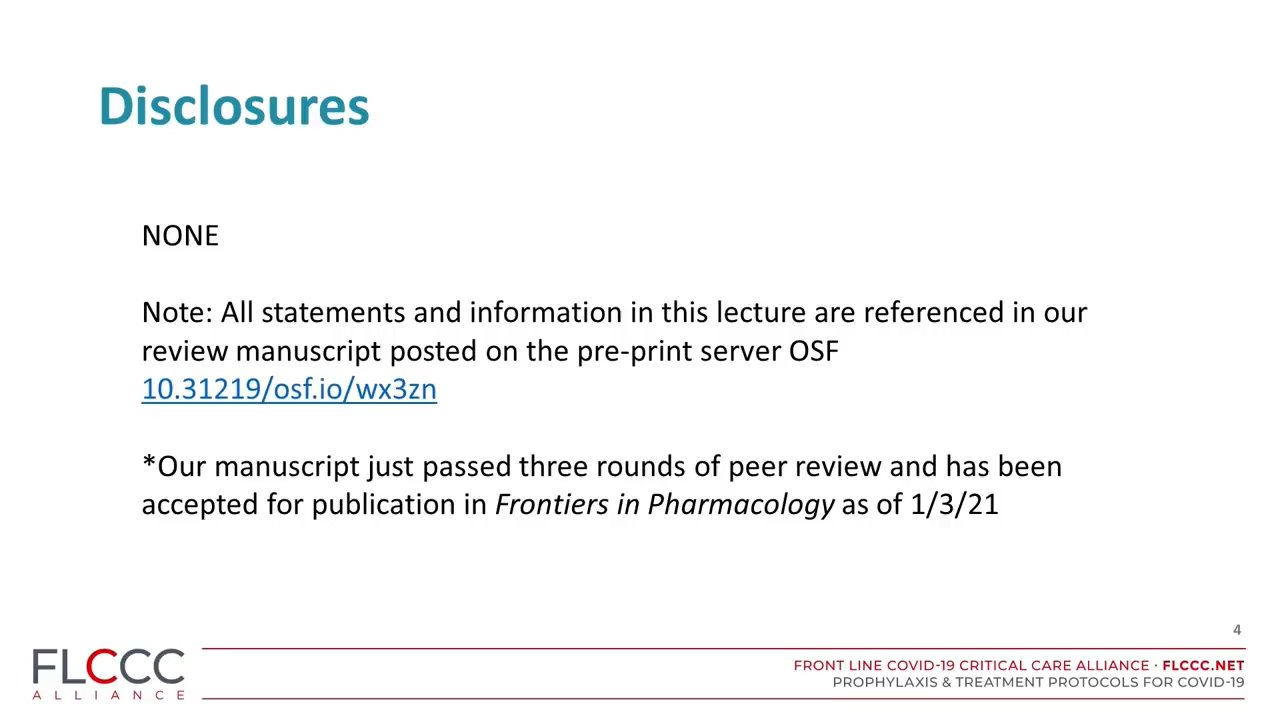 Disclosures
NONE
Note: All statements and information in this lecture are referenced in our
review manuscript posted on the pre-print server OSF
10.31219/osf.io/wx3zn
*Our manuscript just passed three rounds of peer review and has been
accepted for publication in Frontiers in Pharmacology as of 1/3/21
4
FLCCC
ALLIANCE
FRONT LINE COVID-19 CRITICAL CARE ALLIANCE · FLCCC.NET
PROPHYLAXIS & TREATMENT PROTOCOLS FOR COVID-19